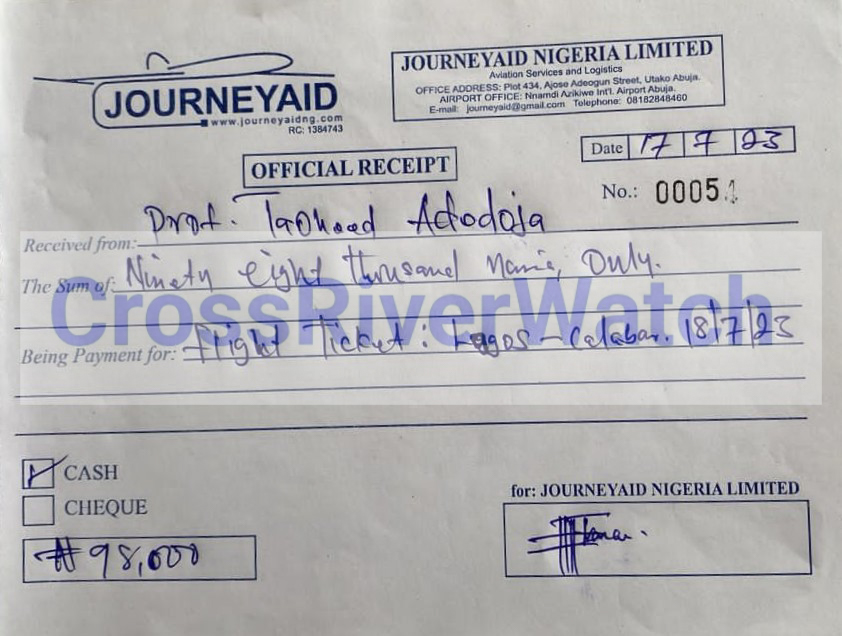 JOURNEYAID
www.journeyaidng.com
RC: 1384743
JOURNEYAID NIGERIA LIMITED
Aviation Services and Logistics
OFFICE ADDRESS: Plot 434, Ajose Adeogun Street, Utako Abuja.
AIRPORT OFFICE: Nnamdi Azikiwe Int'l. Airport Abuja.
E-mail: journeyaid@gmail.com Telephone: 08182848460
Date 17 7 23
OFFICIAL RECEIPT
No.: 00051
Received from: Prof. Taoheed Adedoja
The Sum of: Ninety eight thousand naira, Only.
CrossRiverWatch
Being Payment for: Flight Ticket: Lagos - Calabar. 18/7/23
CASH
CHEQUE
₦ 98,000
for: JOURNEYAID NIGERIA LIMITED